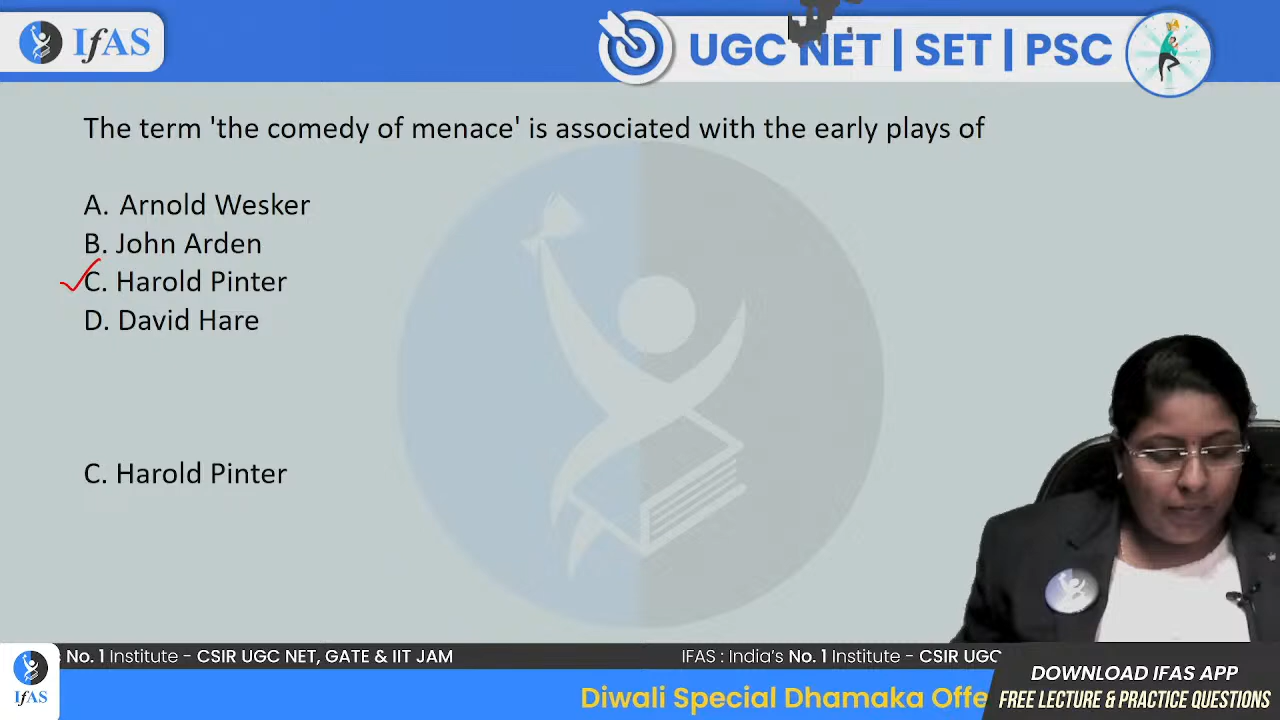 IfAS
UGC NET | SET | PSC
The term 'the comedy of menace' is associated with the early plays of
A. Arnold Wesker
B. John Arden
C. Harold Pinter
D. David Hare
C. Harold Pinter
No. 1 Institute - CSIR UGC NET, GATE & IIT JAM
IFAS : India's No. 1 Institute - CSIR UGC
DOWNLOAD IFAS APP
IfAS
Diwali Special Dhamaka Offe
FREE LECTURE & PRACTICE QUESTIONS